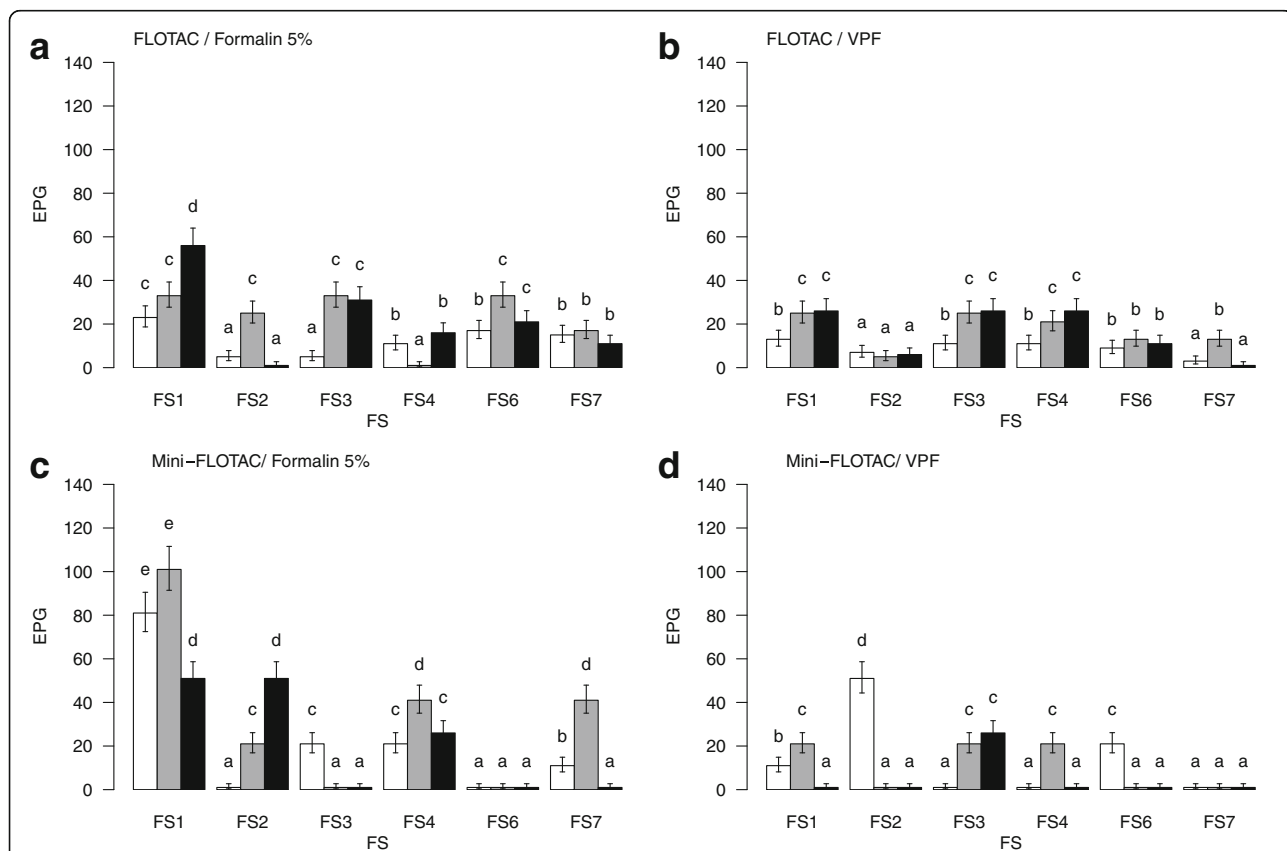 a FLOTAC / Formalin 5%
140
120
100
80
60
40
20
0
EPG
c c d
a c a
a c c
b a b
b c c
b b b
FS1 FS2 FS3 FS4 FS6 FS7
FS
b FLOTAC / VPF
140
120
100
80
60
40
20
0
EPG
b c c
a a a
b c c
b c c
b b b
a b a
FS1 FS2 FS3 FS4 FS6 FS7
FS
c Mini−FLOTAC/ Formalin 5%
140
120
100
80
60
40
20
0
EPG
e e d
a c d
c a a
c d c
a a a
b d a
FS1 FS2 FS3 FS4 FS6 FS7
FS
d Mini−FLOTAC/ VPF
140
120
100
80
60
40
20
0
EPG
b c a
d a a
a c c
a c a
c a a
a a a
FS1 FS2 FS3 FS4 FS6 FS7
FS